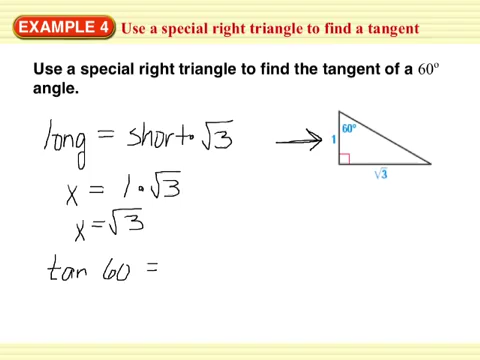 EXAMPLE 4 Use a special right triangle to find a tangent
Use a special right triangle to find the tangent of a 60º
angle.
long = short · √3
x = 1 · √3
x = √3
tan 60 =
60º
1
√3